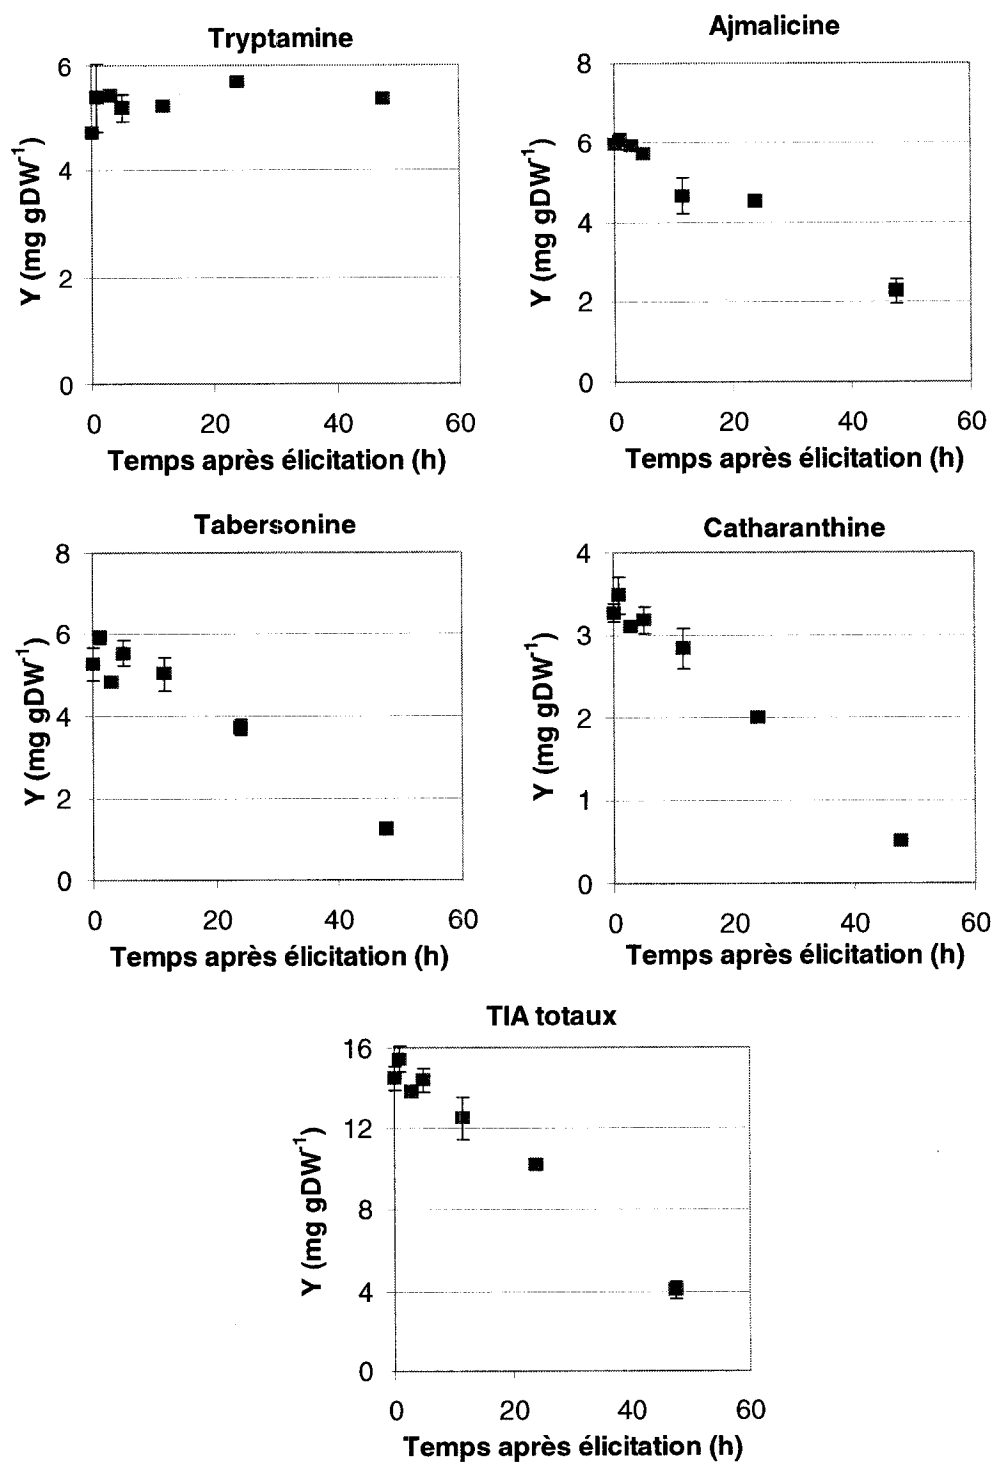 Tryptamine
6
4
2
0
0 20 40 60
Y (mg gDW-1)
Temps après élicitation (h)
Ajmalicine
8
6
4
2
0
0 20 40 60
Y (mg gDW-1)
Temps après élicitation (h)
Tabersonine
8
6
4
2
0
0 20 40 60
Y (mg gDW-1)
Temps après élicitation (h)
Catharanthine
4
3
2
1
0
0 20 40 60
Y (mg gDW-1)
Temps après élicitation (h)
TIA totaux
16
12
8
4
0
0 20 40 60
Y (mg gDW-1)
Temps après élicitation (h)